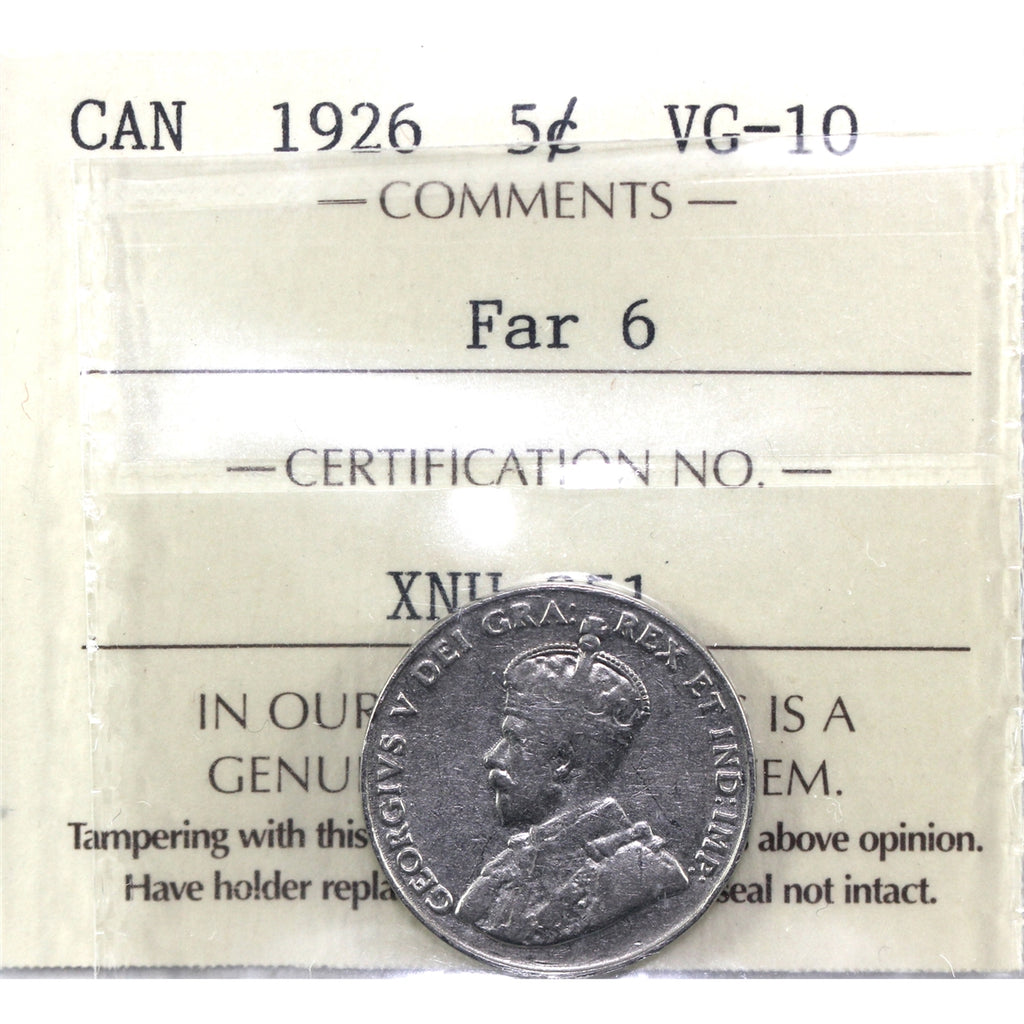 CAN 1926 5¢ VG-10
— COMMENTS —
Far 6
— CERTIFICATION NO. —
IN OUR IS A
GENU EM.
Tampering with this above opinion.
Have holder repla seal not intact.
GEORGIVS V DEI GRA: REX ET IND:IMP: